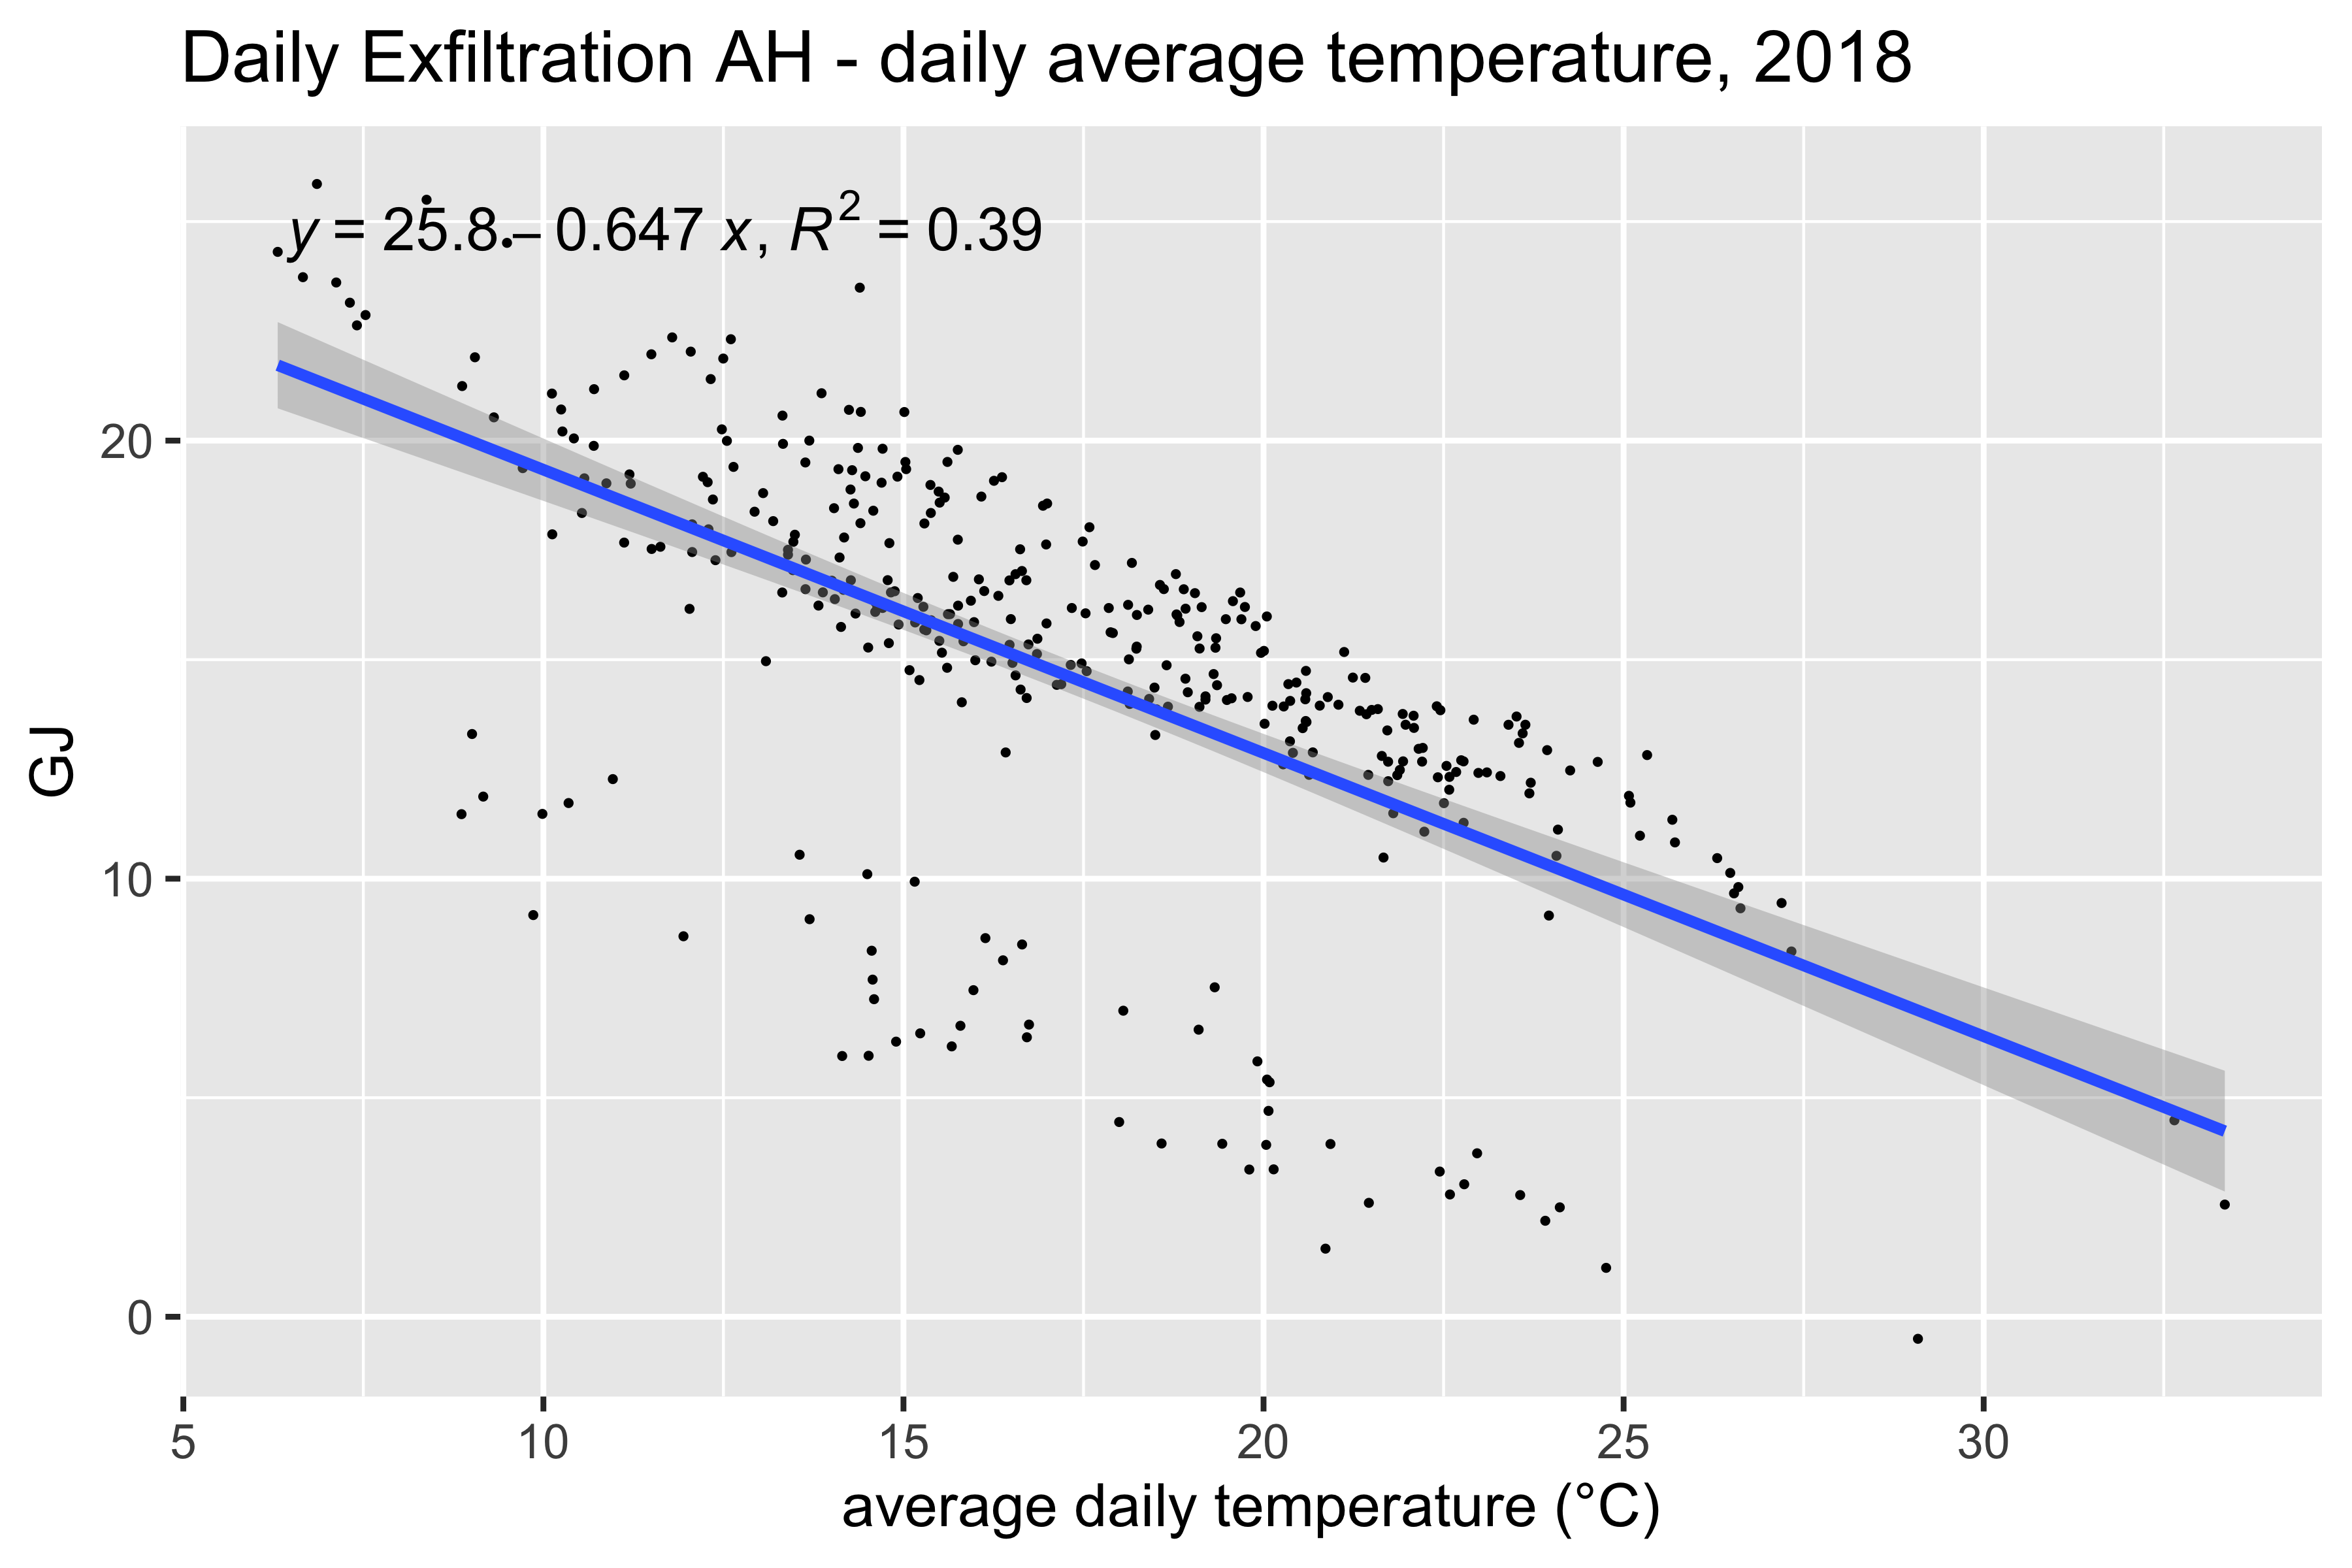 Daily Exfiltration AH - daily average temperature, 2018
y = 25.8 – 0.647 x, R² = 0.39
20
10
0
GJ
5 10 15 20 25 30
average daily temperature (°C)